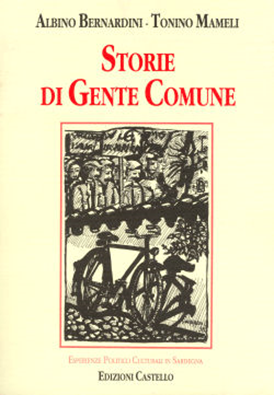 ALBINO BERNARDINI - TONINO MAMELI
STORIE
DI GENTE COMUNE
ESPERIENZE POLITICO CULTURALI IN SARDEGNA
EDIZIONI CASTELLO